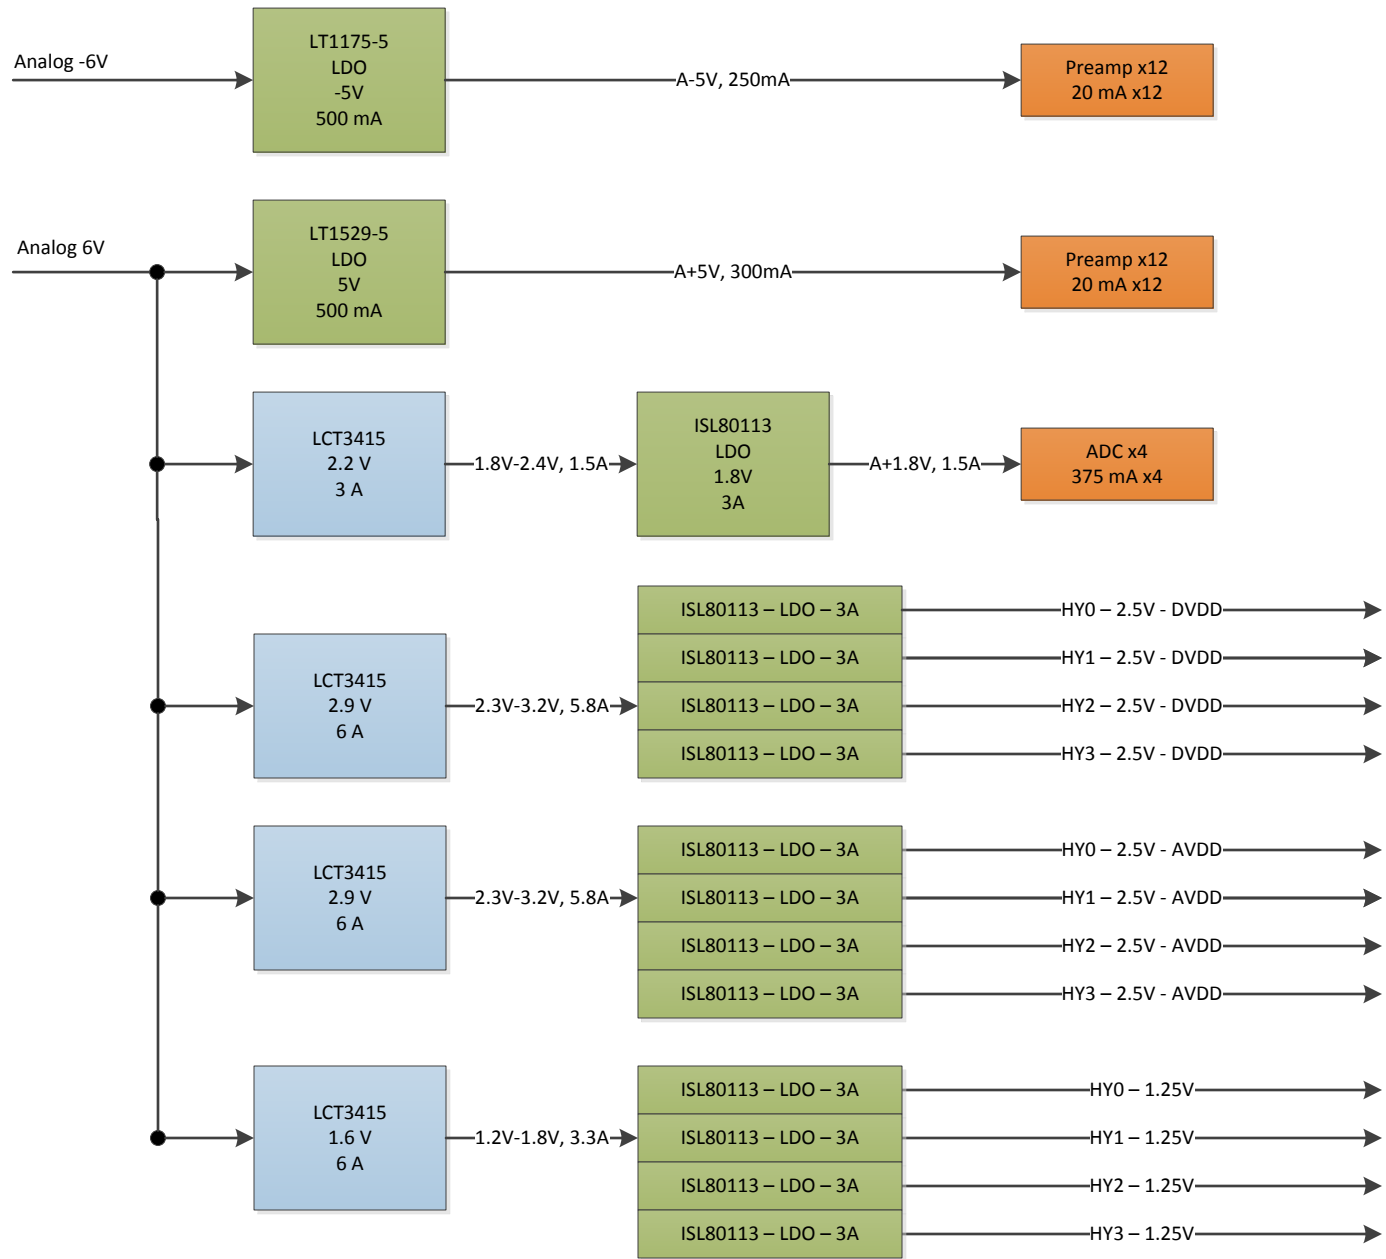 Analog -6V
LT1175-5
LDO
-5V
500 mA
A-5V, 250mA
Preamp x12
20 mA x12
Analog 6V
LT1529-5
LDO
5V
500 mA
A+5V, 300mA
Preamp x12
20 mA x12
LCT3415
2.2 V
3 A
1.8V-2.4V, 1.5A
ISL80113
LDO
1.8V
3A
A+1.8V, 1.5A
ADC x4
375 mA x4
LCT3415
2.9 V
6 A
2.3V-3.2V, 5.8A
ISL80113 – LDO – 3A
HY0 – 2.5V - DVDD
ISL80113 – LDO – 3A
HY1 – 2.5V - DVDD
ISL80113 – LDO – 3A
HY2 – 2.5V - DVDD
ISL80113 – LDO – 3A
HY3 – 2.5V - DVDD
LCT3415
2.9 V
6 A
2.3V-3.2V, 5.8A
ISL80113 – LDO – 3A
HY0 – 2.5V - AVDD
ISL80113 – LDO – 3A
HY1 – 2.5V - AVDD
ISL80113 – LDO – 3A
HY2 – 2.5V - AVDD
ISL80113 – LDO – 3A
HY3 – 2.5V - AVDD
LCT3415
1.6 V
6 A
1.2V-1.8V, 3.3A
ISL80113 – LDO – 3A
HY0 – 1.25V
ISL80113 – LDO – 3A
HY1 – 1.25V
ISL80113 – LDO – 3A
HY2 – 1.25V
ISL80113 – LDO – 3A
HY3 – 1.25V